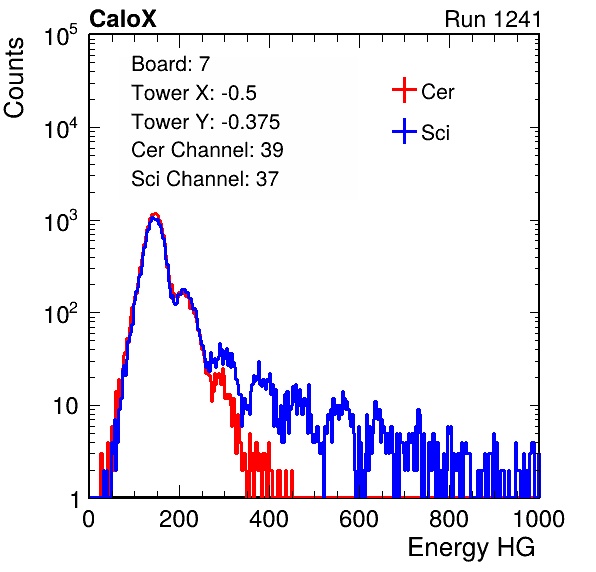 CaloX Run 1241
Counts
Board: 7
Tower X: -0.5
Tower Y: -0.375
Cer Channel: 39
Sci Channel: 37
Cer
Sci
10^5
10^4
10^3
10^2
10
1
0 200 400 600 800 1000
Energy HG